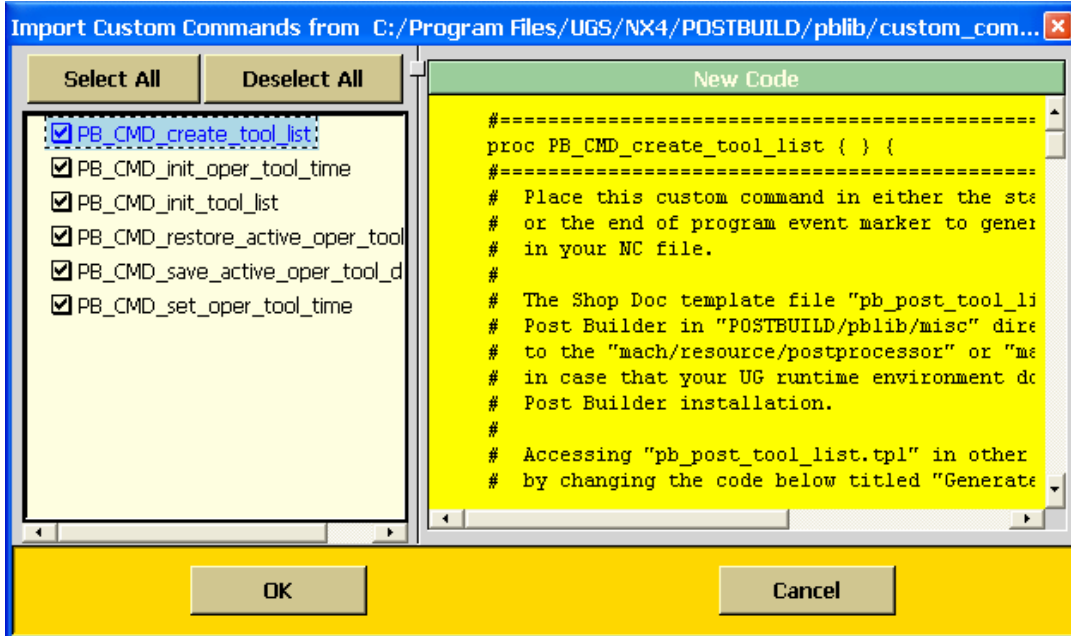 Import Custom Commands from C:/Program Files/UGS/NX4/POSTBUILD/pblib/custom_com...
Select All
Deselect All
PB_CMD_create_tool_list
PB_CMD_init_oper_tool_time
PB_CMD_init_tool_list
PB_CMD_restore_active_oper_tool
PB_CMD_save_active_oper_tool_d
PB_CMD_set_oper_tool_time
New Code
#=================================================
proc PB_CMD_create_tool_list { } {
#=================================================
# Place this custom command in either the sta
# or the end of program event marker to gener
# in your NC file.
#
# The Shop Doc template file "pb_post_tool_li
# Post Builder in "POSTBUILD/pblib/misc" dire
# to the "mach/resource/postprocessor" or "ma
# in case that your UG runtime environment do
# Post Builder installation.
#
# Accessing "pb_post_tool_list.tpl" in other
# by changing the code below titled "Generate
OK
Cancel